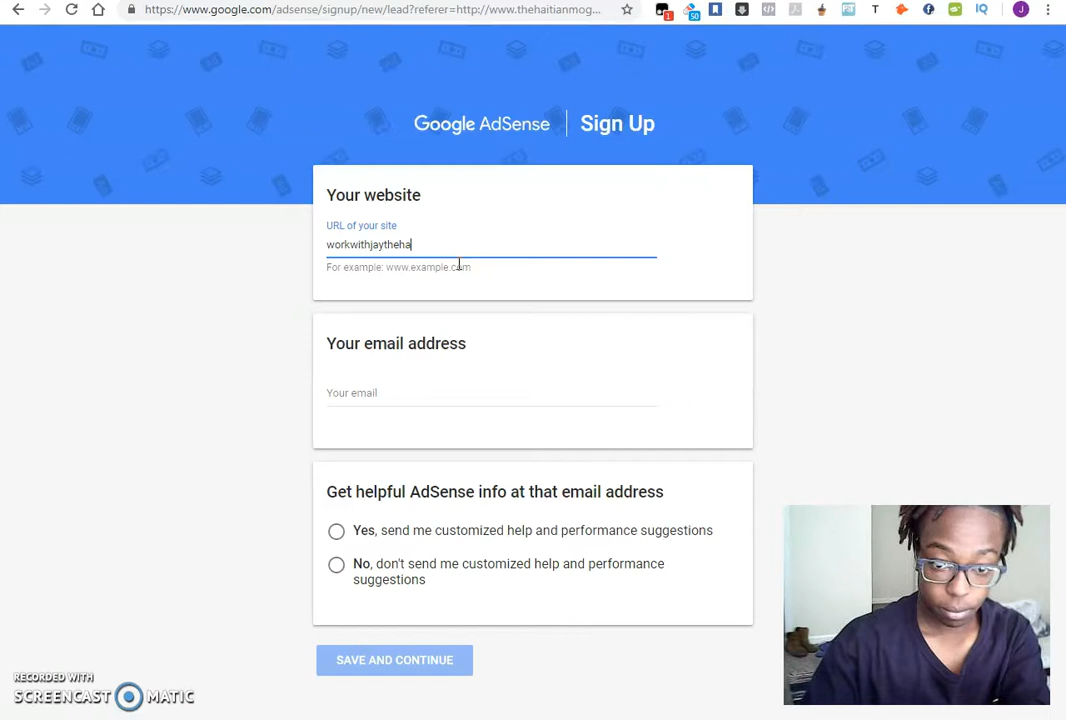 https://www.google.com/adsense/signup/new/lead?referer=http://www.thehaitianmog...
1
50
T
IQ
J
Google AdSense | Sign Up
Your website
URL of your site
workwithjaytheha
For example: www.example.com
Your email address
Your email
Get helpful AdSense info at that email address
Yes, send me customized help and performance suggestions
No, don't send me customized help and performance
suggestions
SAVE AND CONTINUE
RECORDED WITH
SCREENCAST MATIC